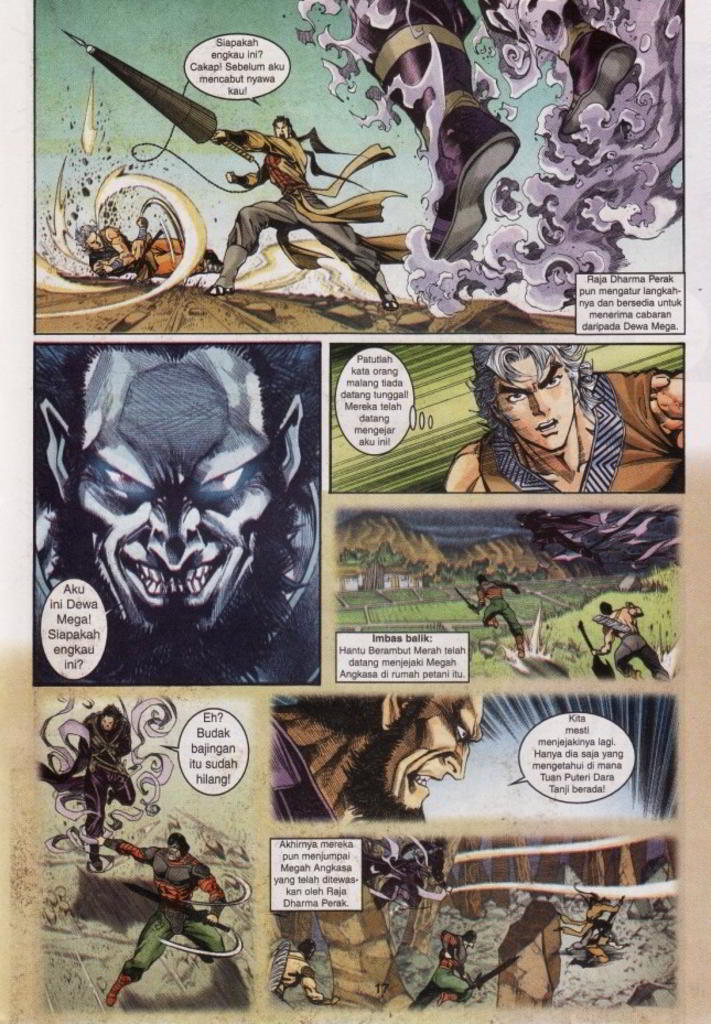 Siapakah
engkau ini?
Cakap! Sebelum aku
mencabut nyawa
kau!
Raja Dharma Perak
pun mengatur langkah-
nya dan bersedia untuk
menerima cabaran
daripada Dewa Mega.
Patutlah
kata orang
malang tiada
datang tunggal!
Mereka telah
datang
mengejar
aku ini!
Aku
ini Dewa
Mega!
Siapakah
engkau
ini?
Imbas balik:
Hantu Berambut Merah telah
datang menjejaki Megah
Angkasa di rumah petani itu.
Eh?
Budak
bajingan
itu sudah
hilang!
Kita
mesti
menjejakinya lagi.
Hanya dia saja yang
mengetahui di mana
Tuan Puteri Dara
Tanji berada!
Akhirnya mereka
pun menjumpai
Megah Angkasa
yang telah ditewas-
kan oleh Raja
Dharma Perak.
17